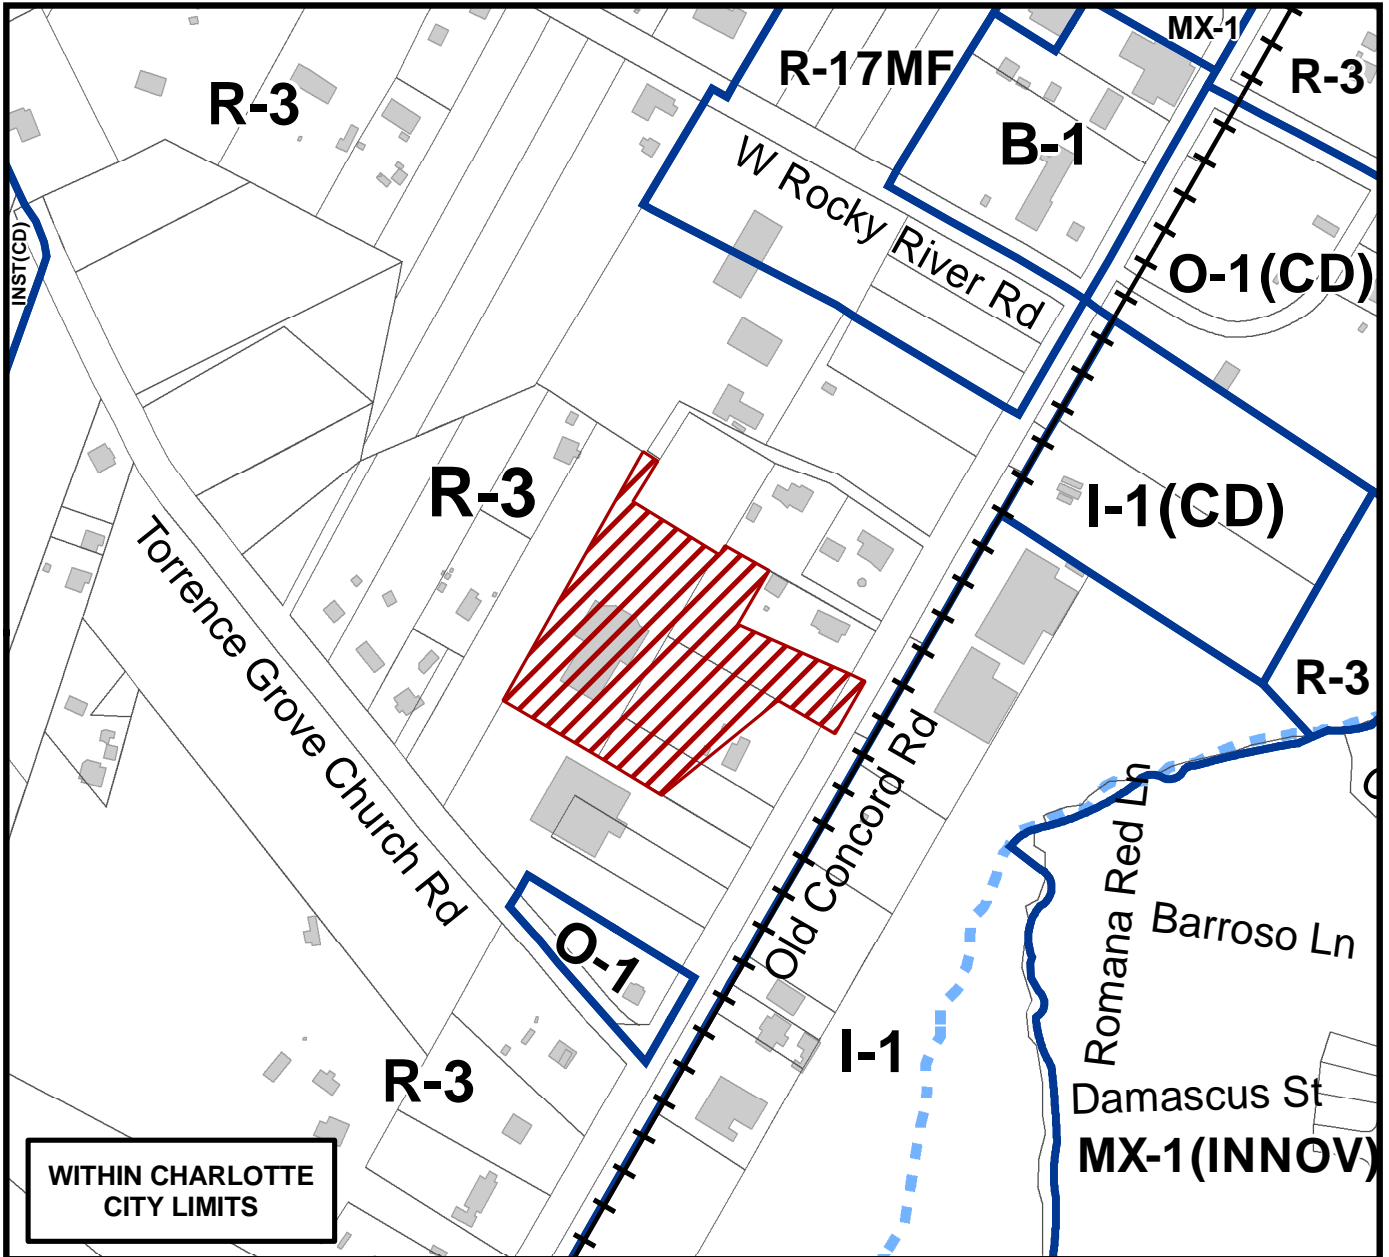 MX-1
R-17MF
R-3
R-3
B-1
W Rocky River Rd
O-1(CD)
INST(CD)
R-3
I-1(CD)
Torrence Grove Church Rd
R-3
Old Concord Rd
Romana Red Ln
Barroso Ln
O-1
I-1
R-3
Damascus St
MX-1(INNOV)
WITHIN CHARLOTTE
CITY LIMITS